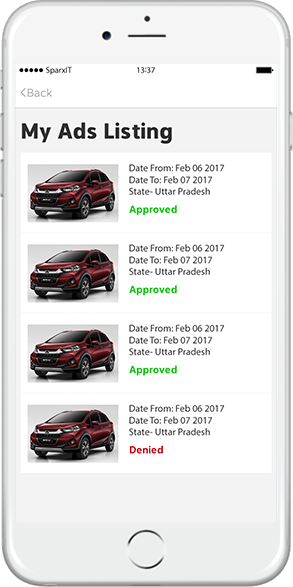 SparxIT 13:37
Back
My Ads Listing
Date From: Feb 06 2017
Date To: Feb 07 2017
State- Uttar Pradesh
Approved
Date From: Feb 06 2017
Date To: Feb 07 2017
State- Uttar Pradesh
Approved
Date From: Feb 06 2017
Date To: Feb 07 2017
State- Uttar Pradesh
Approved
Date From: Feb 06 2017
Date To: Feb 07 2017
State- Uttar Pradesh
Denied